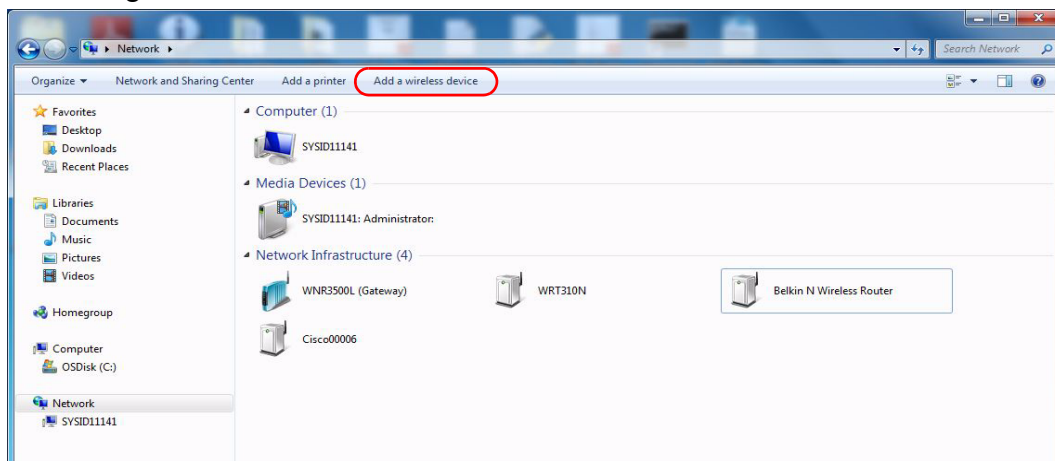 Network
Search Network
Organize Network and Sharing Center Add a printer Add a wireless device
Favorites
Desktop
Downloads
Recent Places
Libraries
Documents
Music
Pictures
Videos
Homegroup
Computer
OSDisk (C:)
Network
SYSID11141
Computer (1)
SYSID11141
Media Devices (1)
SYSID11141: Administrator:
Network Infrastructure (4)
WNR3500L (Gateway) WRT310N Belkin N Wireless Router
Cisco00006